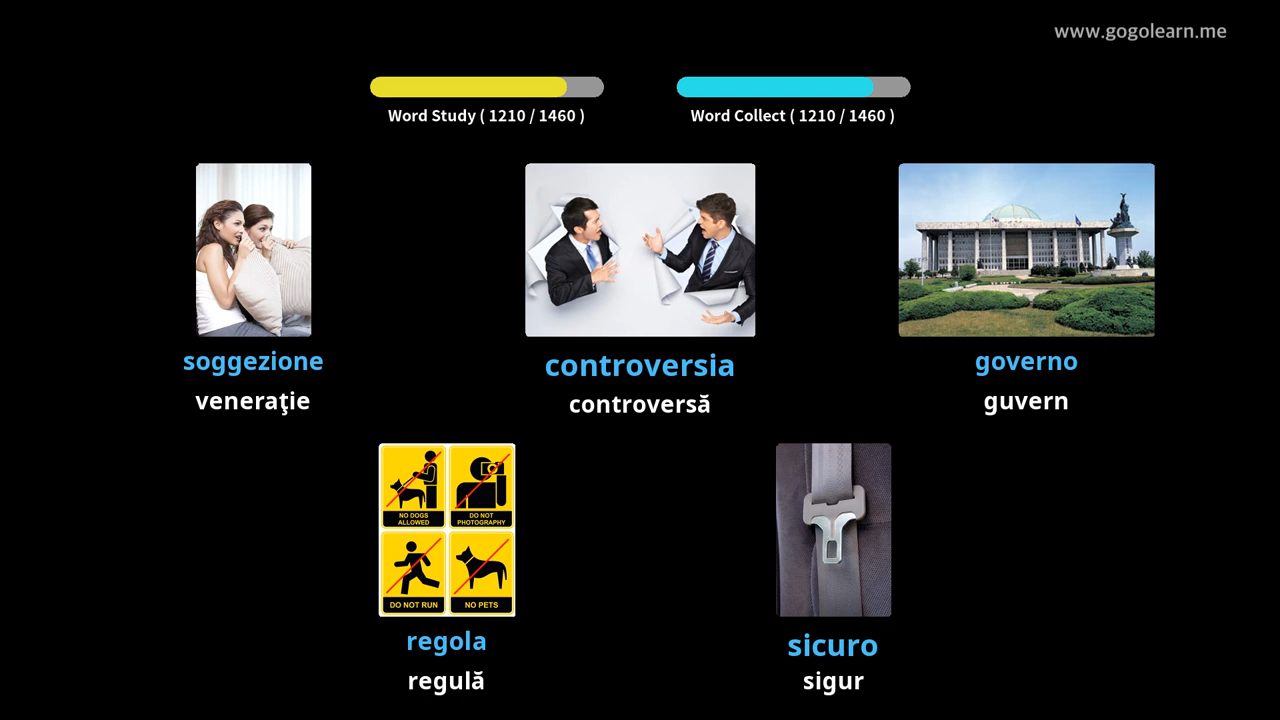 www.gogolearn.me
Word Study ( 1210 / 1460 )
Word Collect ( 1210 / 1460 )
soggezione
veneraţie
controversia
controversă
governo
guvern
NO DOGS
ALLOWED
DO NOT
PHOTOGRAPHY
DO NOT RUN
NO PETS
regola
regulă
sicuro
sigur